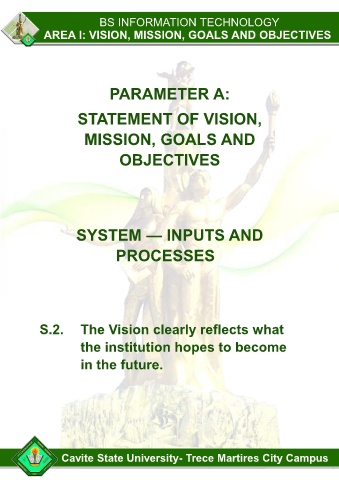 BS INFORMATION TECHNOLOGY
AREA I: VISION, MISSION, GOALS AND OBJECTIVES
PARAMETER A:
STATEMENT OF VISION,
MISSION, GOALS AND
OBJECTIVES
SYSTEM — INPUTS AND
PROCESSES
S.2. The Vision clearly reflects what
the institution hopes to become
in the future.
Cavite State University- Trece Martires City Campus